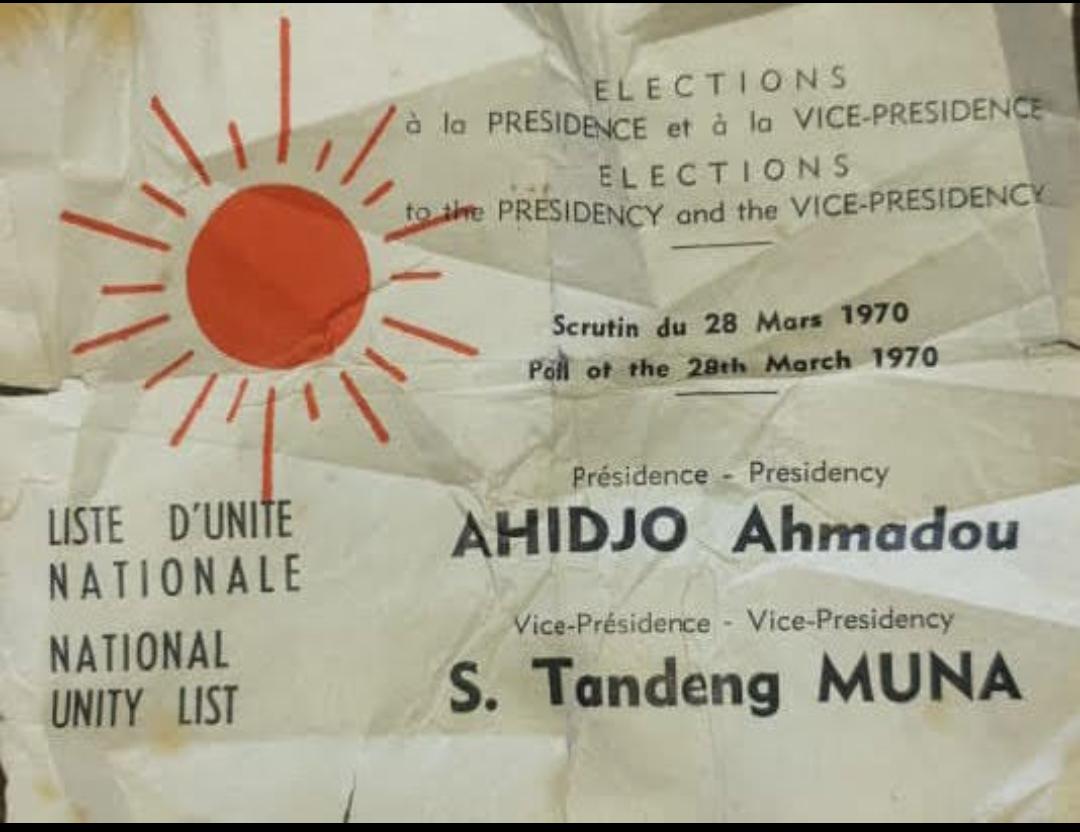 ELECTIONS
à la PRESIDENCE et à la VICE-PRESIDENCE
ELECTIONS
to the PRESIDENCY and the VICE-PRESIDENCY
Scrutin du 28 Mars 1970
Poll of the 28th March 1970
Présidence - Presidency
AHIDJO Ahmadou
Vice-Présidence - Vice-Presidency
S. Tandeng MUNA
LISTE D'UNITE
NATIONALE
NATIONAL
UNITY LIST